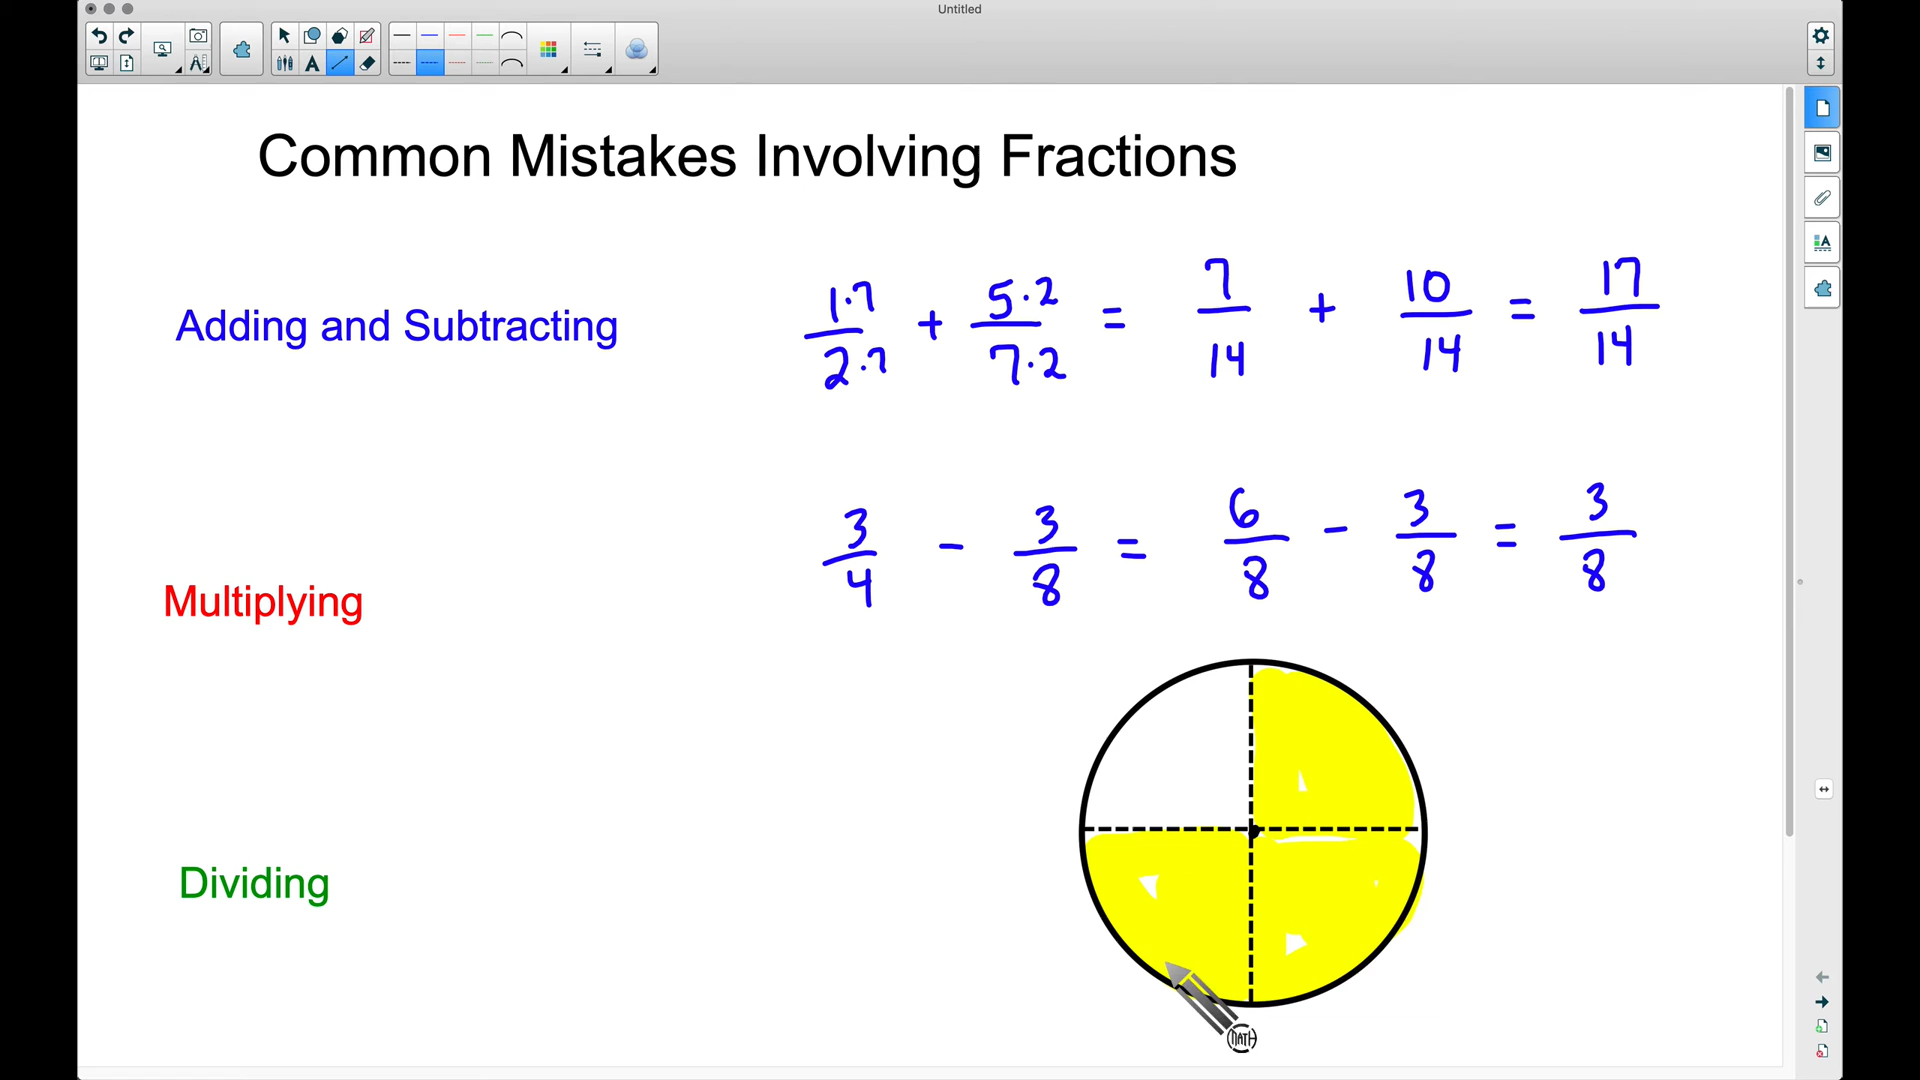 Untitled
Common Mistakes Involving Fractions
Adding and Subtracting
1·7/2·7 + 5·2/7·2 = 7/14 + 10/14 = 17/14
3/4 - 3/8 = 6/8 - 3/8 = 3/8
Multiplying
Dividing
MATH